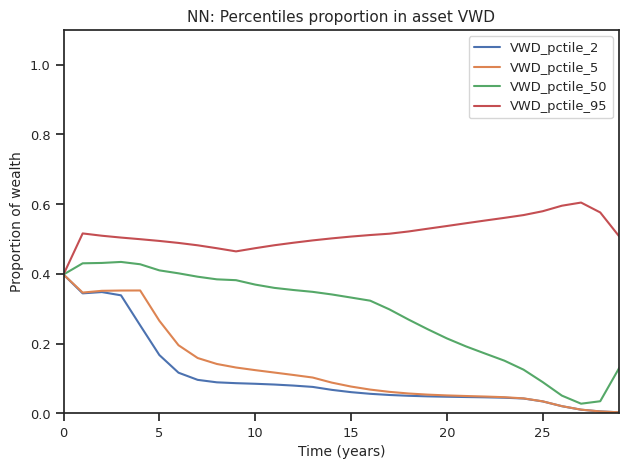 NN: Percentiles proportion in asset VWD
VWD_pctile_2
VWD_pctile_5
VWD_pctile_50
VWD_pctile_95
Proportion of wealth
1.0
0.8
0.6
0.4
0.2
0.0
0 5 10 15 20 25
Time (years)